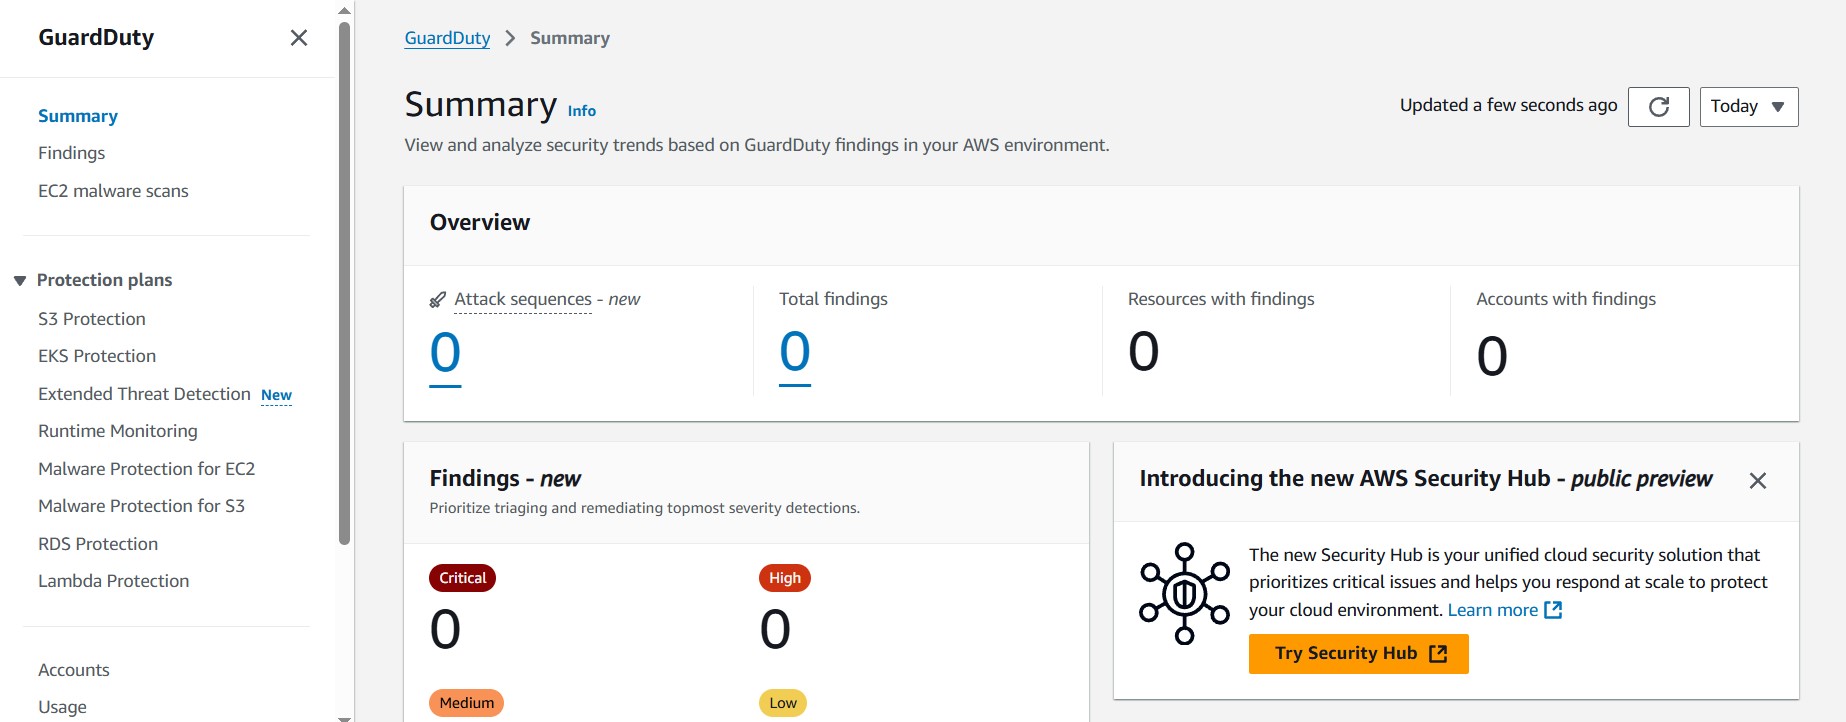 GuardDuty
Summary
Findings
EC2 malware scans
Protection plans
S3 Protection
EKS Protection
Extended Threat Detection New
Runtime Monitoring
Malware Protection for EC2
Malware Protection for S3
RDS Protection
Lambda Protection
Accounts
Usage
GuardDuty > Summary
Summary Info
Updated a few seconds ago
Today
View and analyze security trends based on GuardDuty findings in your AWS environment.
Overview
Attack sequences - new
0
Total findings
0
Resources with findings
0
Accounts with findings
0
Findings - new
Prioritize triaging and remediating topmost severity detections.
Critical
0
High
0
Medium
Low
Introducing the new AWS Security Hub - public preview
The new Security Hub is your unified cloud security solution that
prioritizes critical issues and helps you respond at scale to protect
your cloud environment. Learn more
Try Security Hub